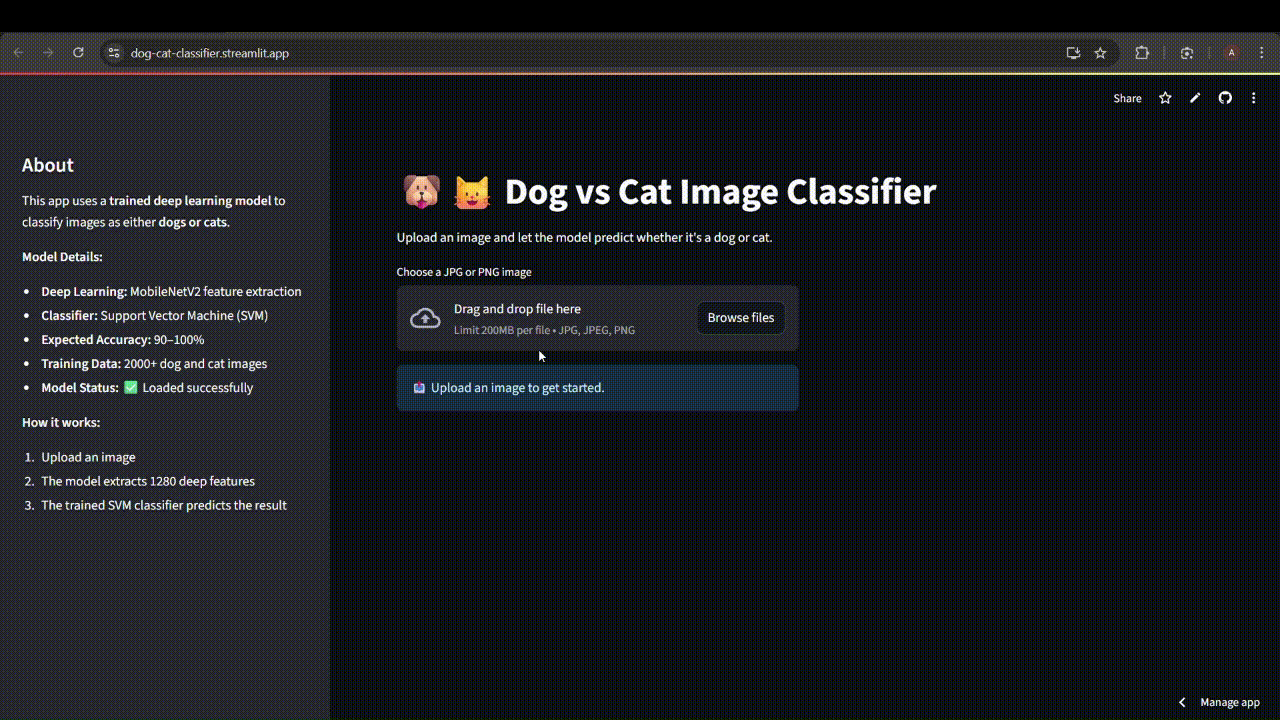 dog-cat-classifier.streamlit.app
A
Share
About
This app uses a trained deep learning model to
classify images as either dogs or cats.
Model Details:
• Deep Learning: MobileNetV2 feature extraction
• Classifier: Support Vector Machine (SVM)
• Expected Accuracy: 90–100%
• Training Data: 2000+ dog and cat images
• Model Status: ✅ Loaded successfully
How it works:
1. Upload an image
2. The model extracts 1280 deep features
3. The trained SVM classifier predicts the result
🐶 😺 Dog vs Cat Image Classifier
Upload an image and let the model predict whether it's a dog or cat.
Choose a JPG or PNG image
Drag and drop file here
Limit 200MB per file • JPG, JPEG, PNG
Browse files
📤 Upload an image to get started.
Manage app